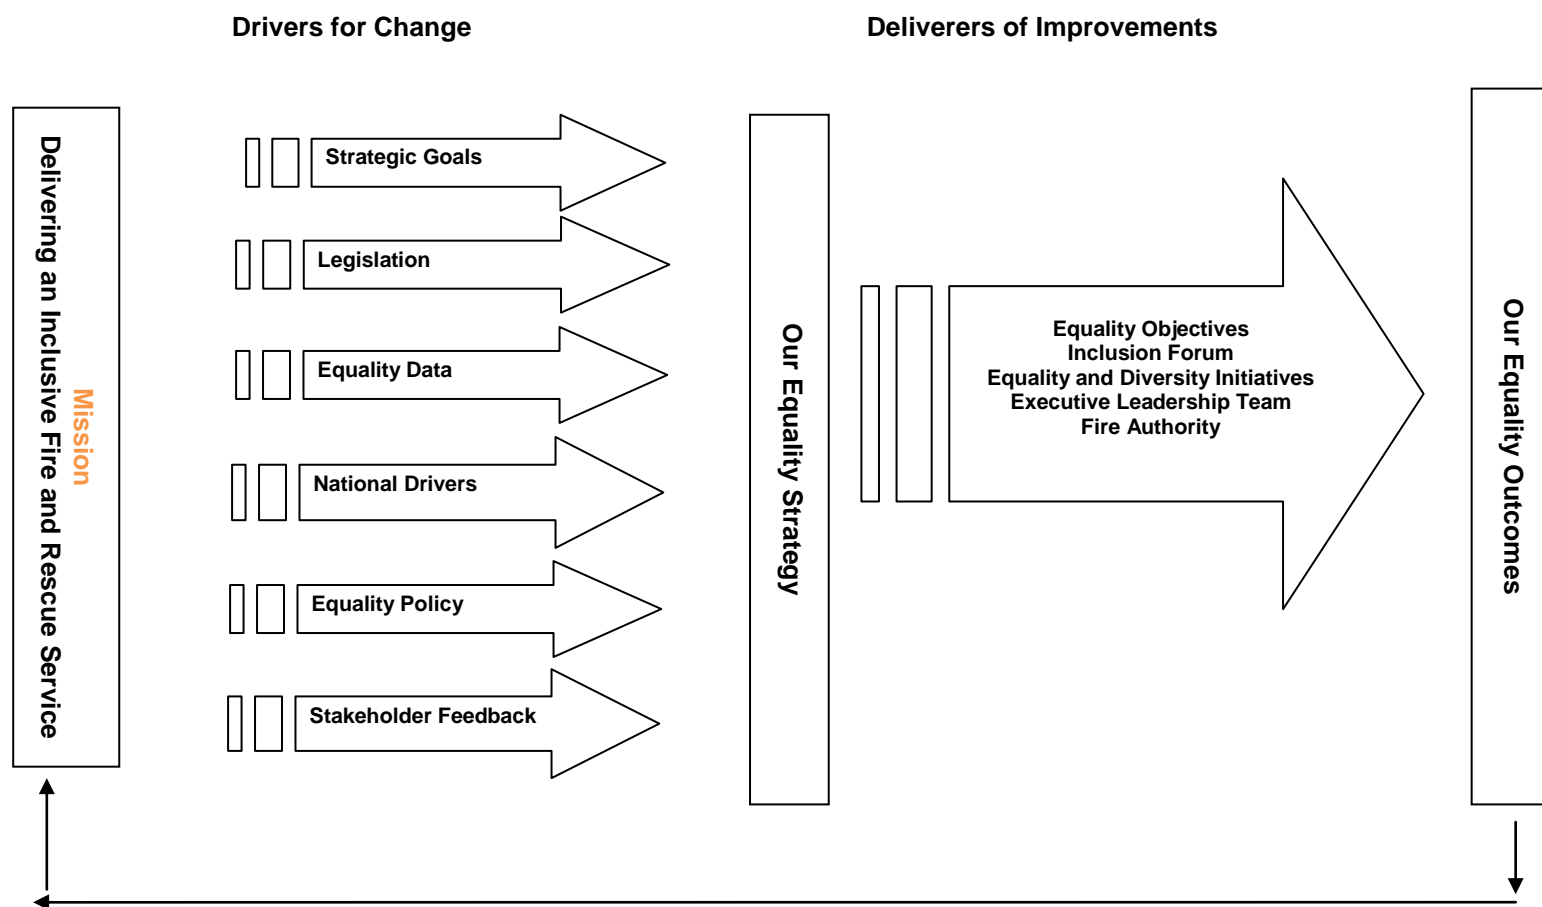 Drivers for Change
Deliverers of Improvements
Mission
Delivering an Inclusive Fire and Rescue Service
Strategic Goals
Legislation
Equality Data
National Drivers
Equality Policy
Stakeholder Feedback
Our Equality Strategy
Equality Objectives
Inclusion Forum
Equality and Diversity Initiatives
Executive Leadership Team
Fire Authority
Our Equality Outcomes